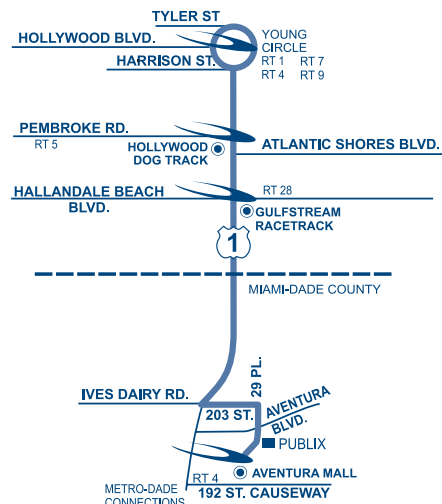 TYLER ST
HOLLYWOOD BLVD.
YOUNG
CIRCLE
RT 1 RT 7
RT 4 RT 9
HARRISON ST.
PEMBROKE RD.
RT 5
HOLLYWOOD
DOG TRACK
ATLANTIC SHORES BLVD.
HALLANDALE BEACH
BLVD.
RT 28
GULFSTREAM
RACETRACK
1
MIAMI-DADE COUNTY
29 PL.
IVES DAIRY RD.
203 ST.
AVENTURA
BLVD.
PUBLIX
AVENTURA MALL
RT 4
192 ST. CAUSEWAY
METRO-DADE
CONNECTIONS